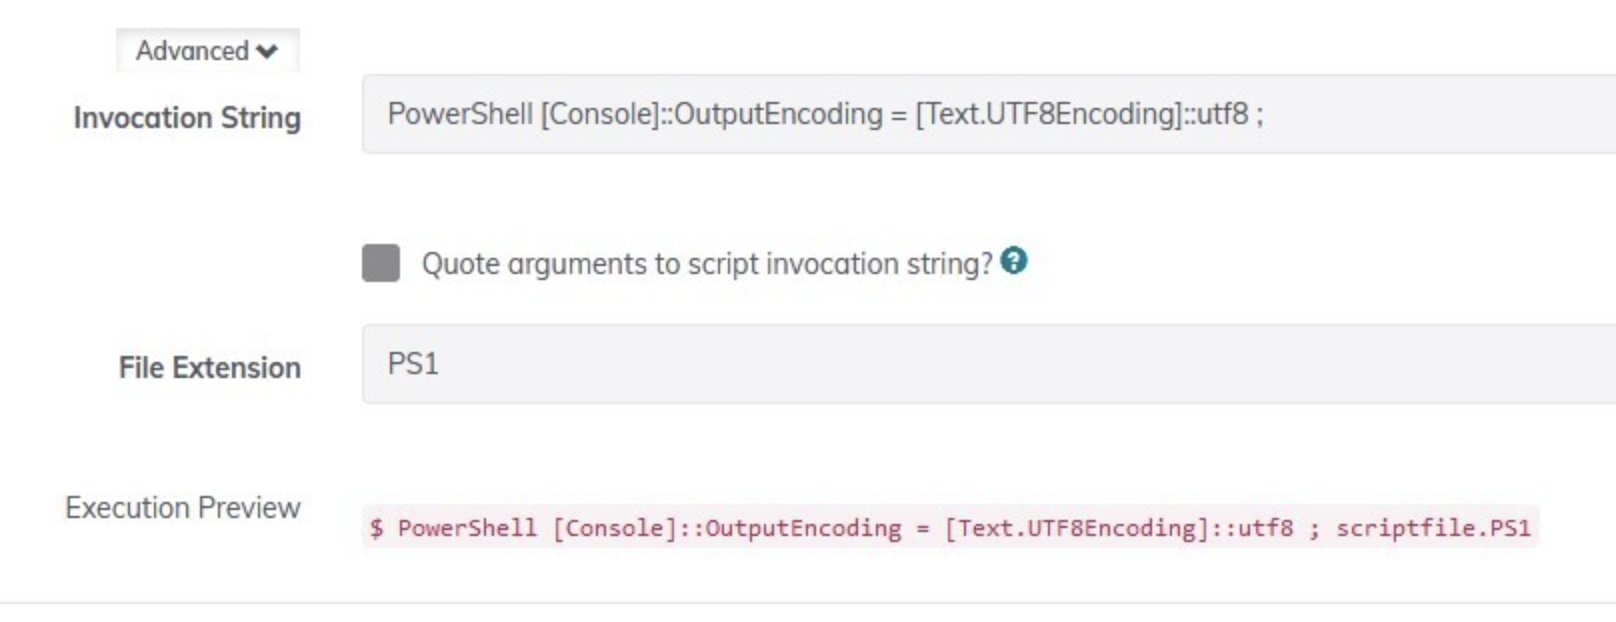 Advanced
Invocation String
PowerShell [Console]::OutputEncoding = [Text.UTF8Encoding]::utf8 ;
Quote arguments to script invocation string? ?
File Extension
PS1
Execution Preview
$ PowerShell [Console]::OutputEncoding = [Text.UTF8Encoding]::utf8 ; scriptfile.PS1